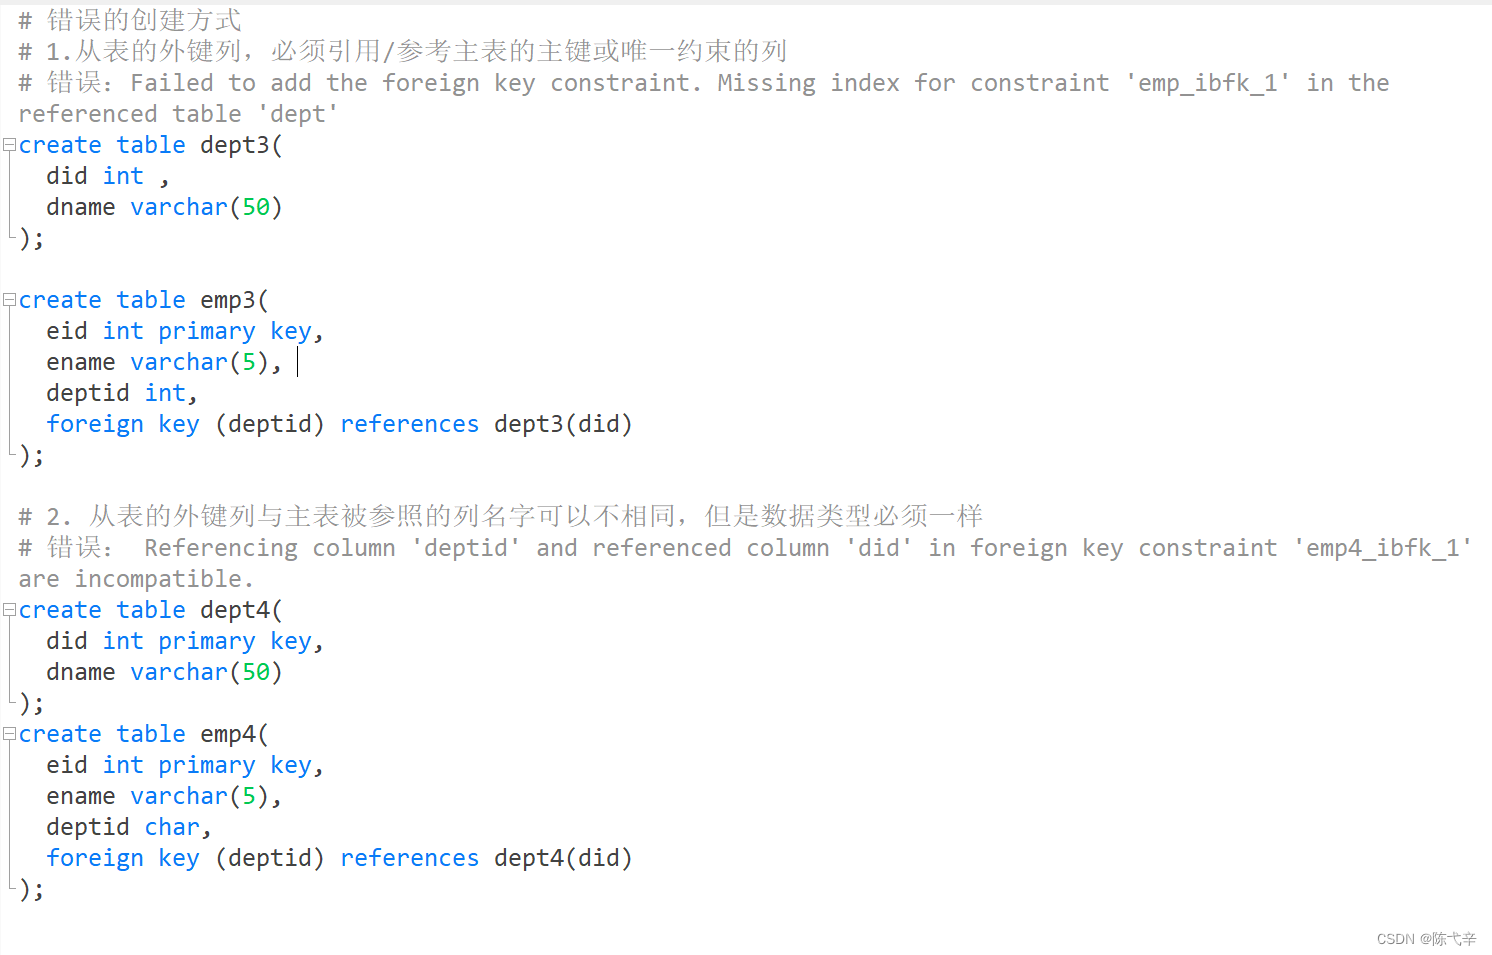 # 错误的创建方式
# 1.从表的外键列，必须引用/参考主表的主键或唯一约束的列
# 错误：Failed to add the foreign key constraint. Missing index for constraint 'emp_ibfk_1' in the
referenced table 'dept'
create table dept3(
  did int ,
  dname varchar(50)
);
create table emp3(
  eid int primary key,
  ename varchar(5),
  deptid int,
  foreign key (deptid) references dept3(did)
);
# 2. 从表的外键列与主表被参照的列名字可以不相同，但是数据类型必须一样
# 错误： Referencing column 'deptid' and referenced column 'did' in foreign key constraint 'emp4_ibfk_1'
are incompatible.
create table dept4(
  did int primary key,
  dname varchar(50)
);
create table emp4(
  eid int primary key,
  ename varchar(5),
  deptid char,
  foreign key (deptid) references dept4(did)
);
CSDN @陈弋辛